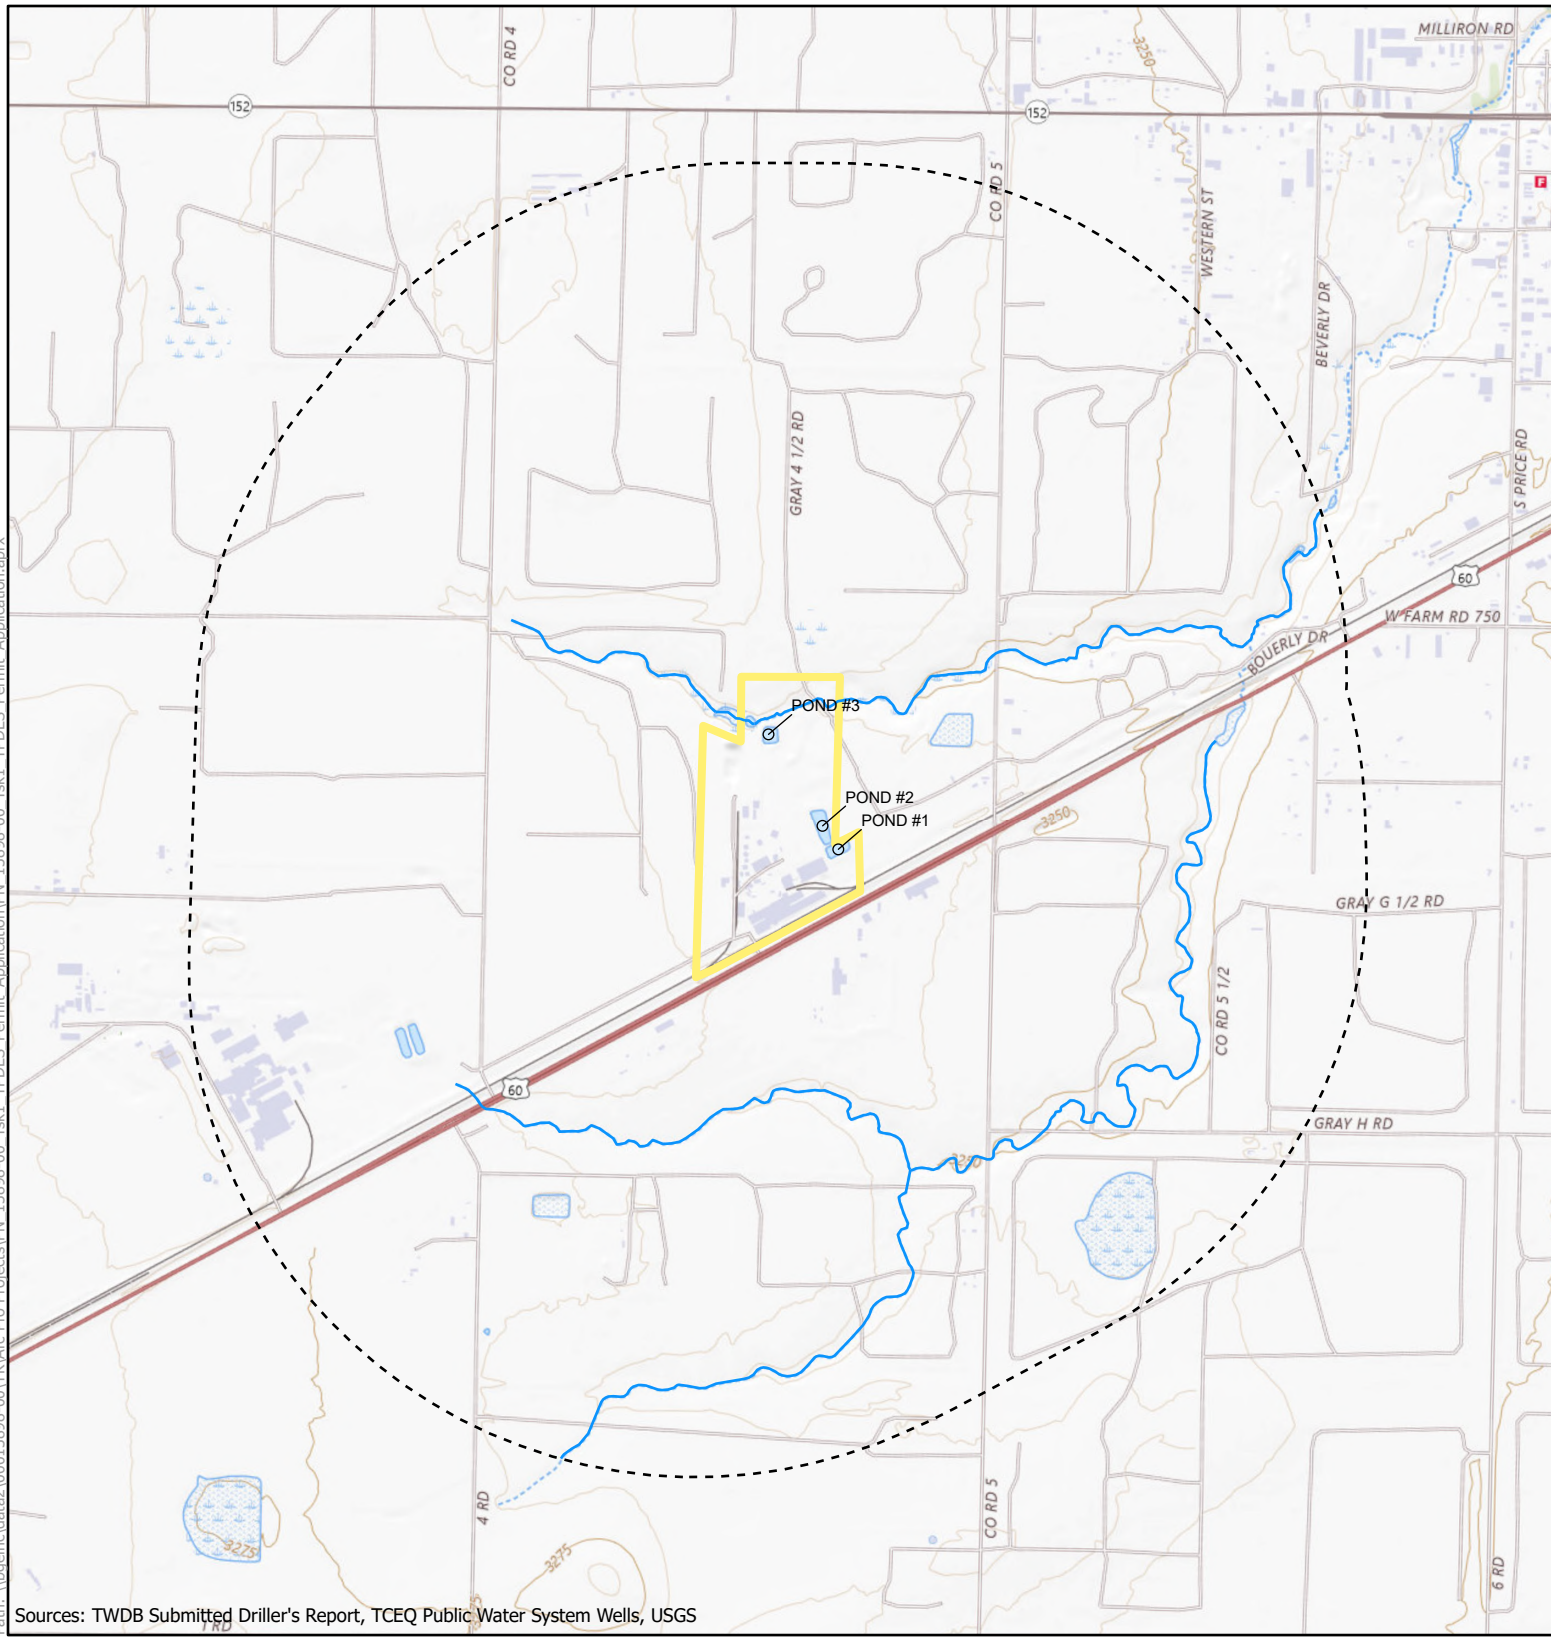 MILLIRON RD
CO RD 4
3250
152
152
CO RD 5
F
WESTERN ST
BEVERLY DR
GRAY 4 1/2 RD
S PRICE RD
60
W FARM RD 750
BOUERLY DR
POND #3
POND #2
POND #1
3250
GRAY G 1/2 RD
CO RD 5 1/2
60
GRAY H RD
3250
4 RD
CO RD 5
3275
3275
6 RD
3275
Sources: TWDB Submitted Driller's Report, TCEQ Public Water System Wells, USGS
1 RD